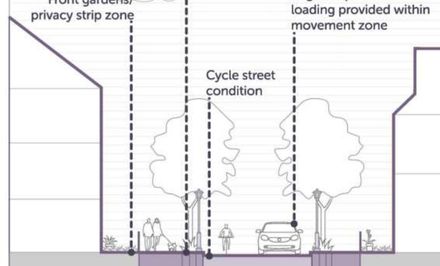 Front gardens/
privacy strip zone
loading provided within
movement zone
Cycle street
condition